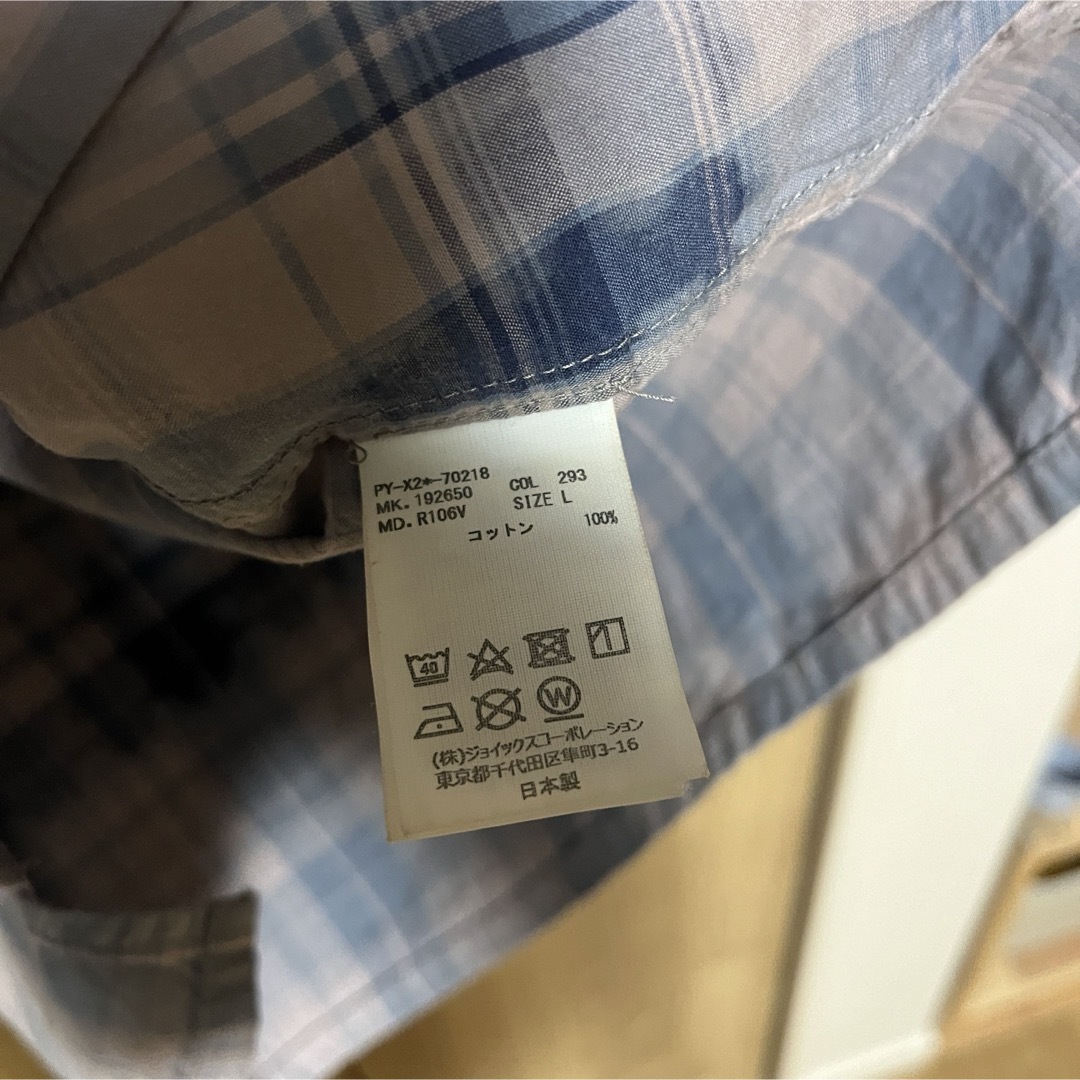 PY-X2*-70218 COL 293
MK. 192650 SIZE L
MD. R106V
コットン 100%
40
W
(株)ジョイックスコーポレーション
東京都千代田区隼町3-16
日本製